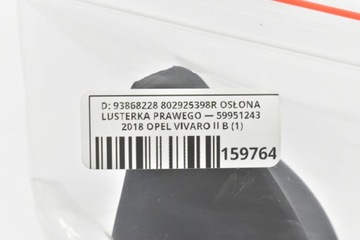 D: 93868228 802925398R OSŁONA
LUSTERKA PRAWEGO — 59951243
2018 OPEL VIVARO II B (1)
159764